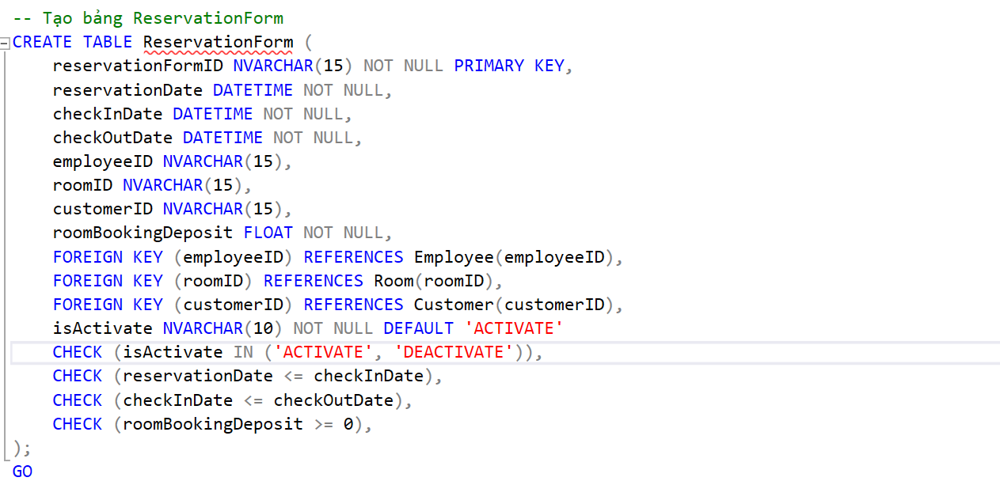 -- Tạo bảng ReservationForm
CREATE TABLE ReservationForm (
    reservationFormID NVARCHAR(15) NOT NULL PRIMARY KEY,
    reservationDate DATETIME NOT NULL,
    checkInDate DATETIME NOT NULL,
    checkOutDate DATETIME NOT NULL,
    employeeID NVARCHAR(15),
    roomID NVARCHAR(15),
    customerID NVARCHAR(15),
    roomBookingDeposit FLOAT NOT NULL,
    FOREIGN KEY (employeeID) REFERENCES Employee(employeeID),
    FOREIGN KEY (roomID) REFERENCES Room(roomID),
    FOREIGN KEY (customerID) REFERENCES Customer(customerID),
    isActivate NVARCHAR(10) NOT NULL DEFAULT 'ACTIVATE'
    CHECK (isActivate IN ('ACTIVATE', 'DEACTIVATE')),
    CHECK (reservationDate <= checkInDate),
    CHECK (checkInDate <= checkOutDate),
    CHECK (roomBookingDeposit >= 0),
);
GO